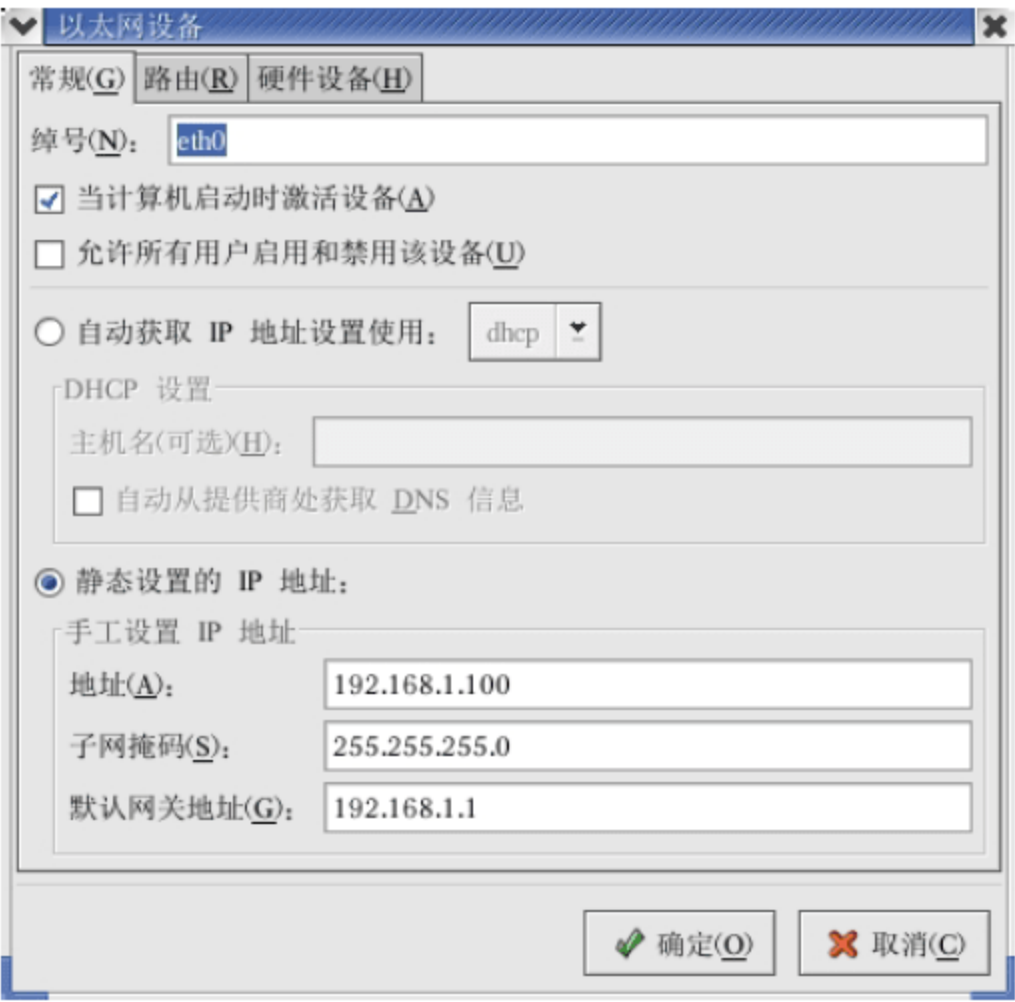 以太网设备
常规(G) 路由(R) 硬件设备(H)
绰号(N): eth0
当计算机启动时激活设备(A)
允许所有用户启用和禁用该设备(U)
自动获取 IP 地址设置使用: dhcp
DHCP 设置
主机名(可选)(H):
自动从提供商处获取 DNS 信息
静态设置的 IP 地址:
手工设置 IP 地址
地址(A): 192.168.1.100
子网掩码(S): 255.255.255.0
默认网关地址(G): 192.168.1.1
确定(O) 取消(C)